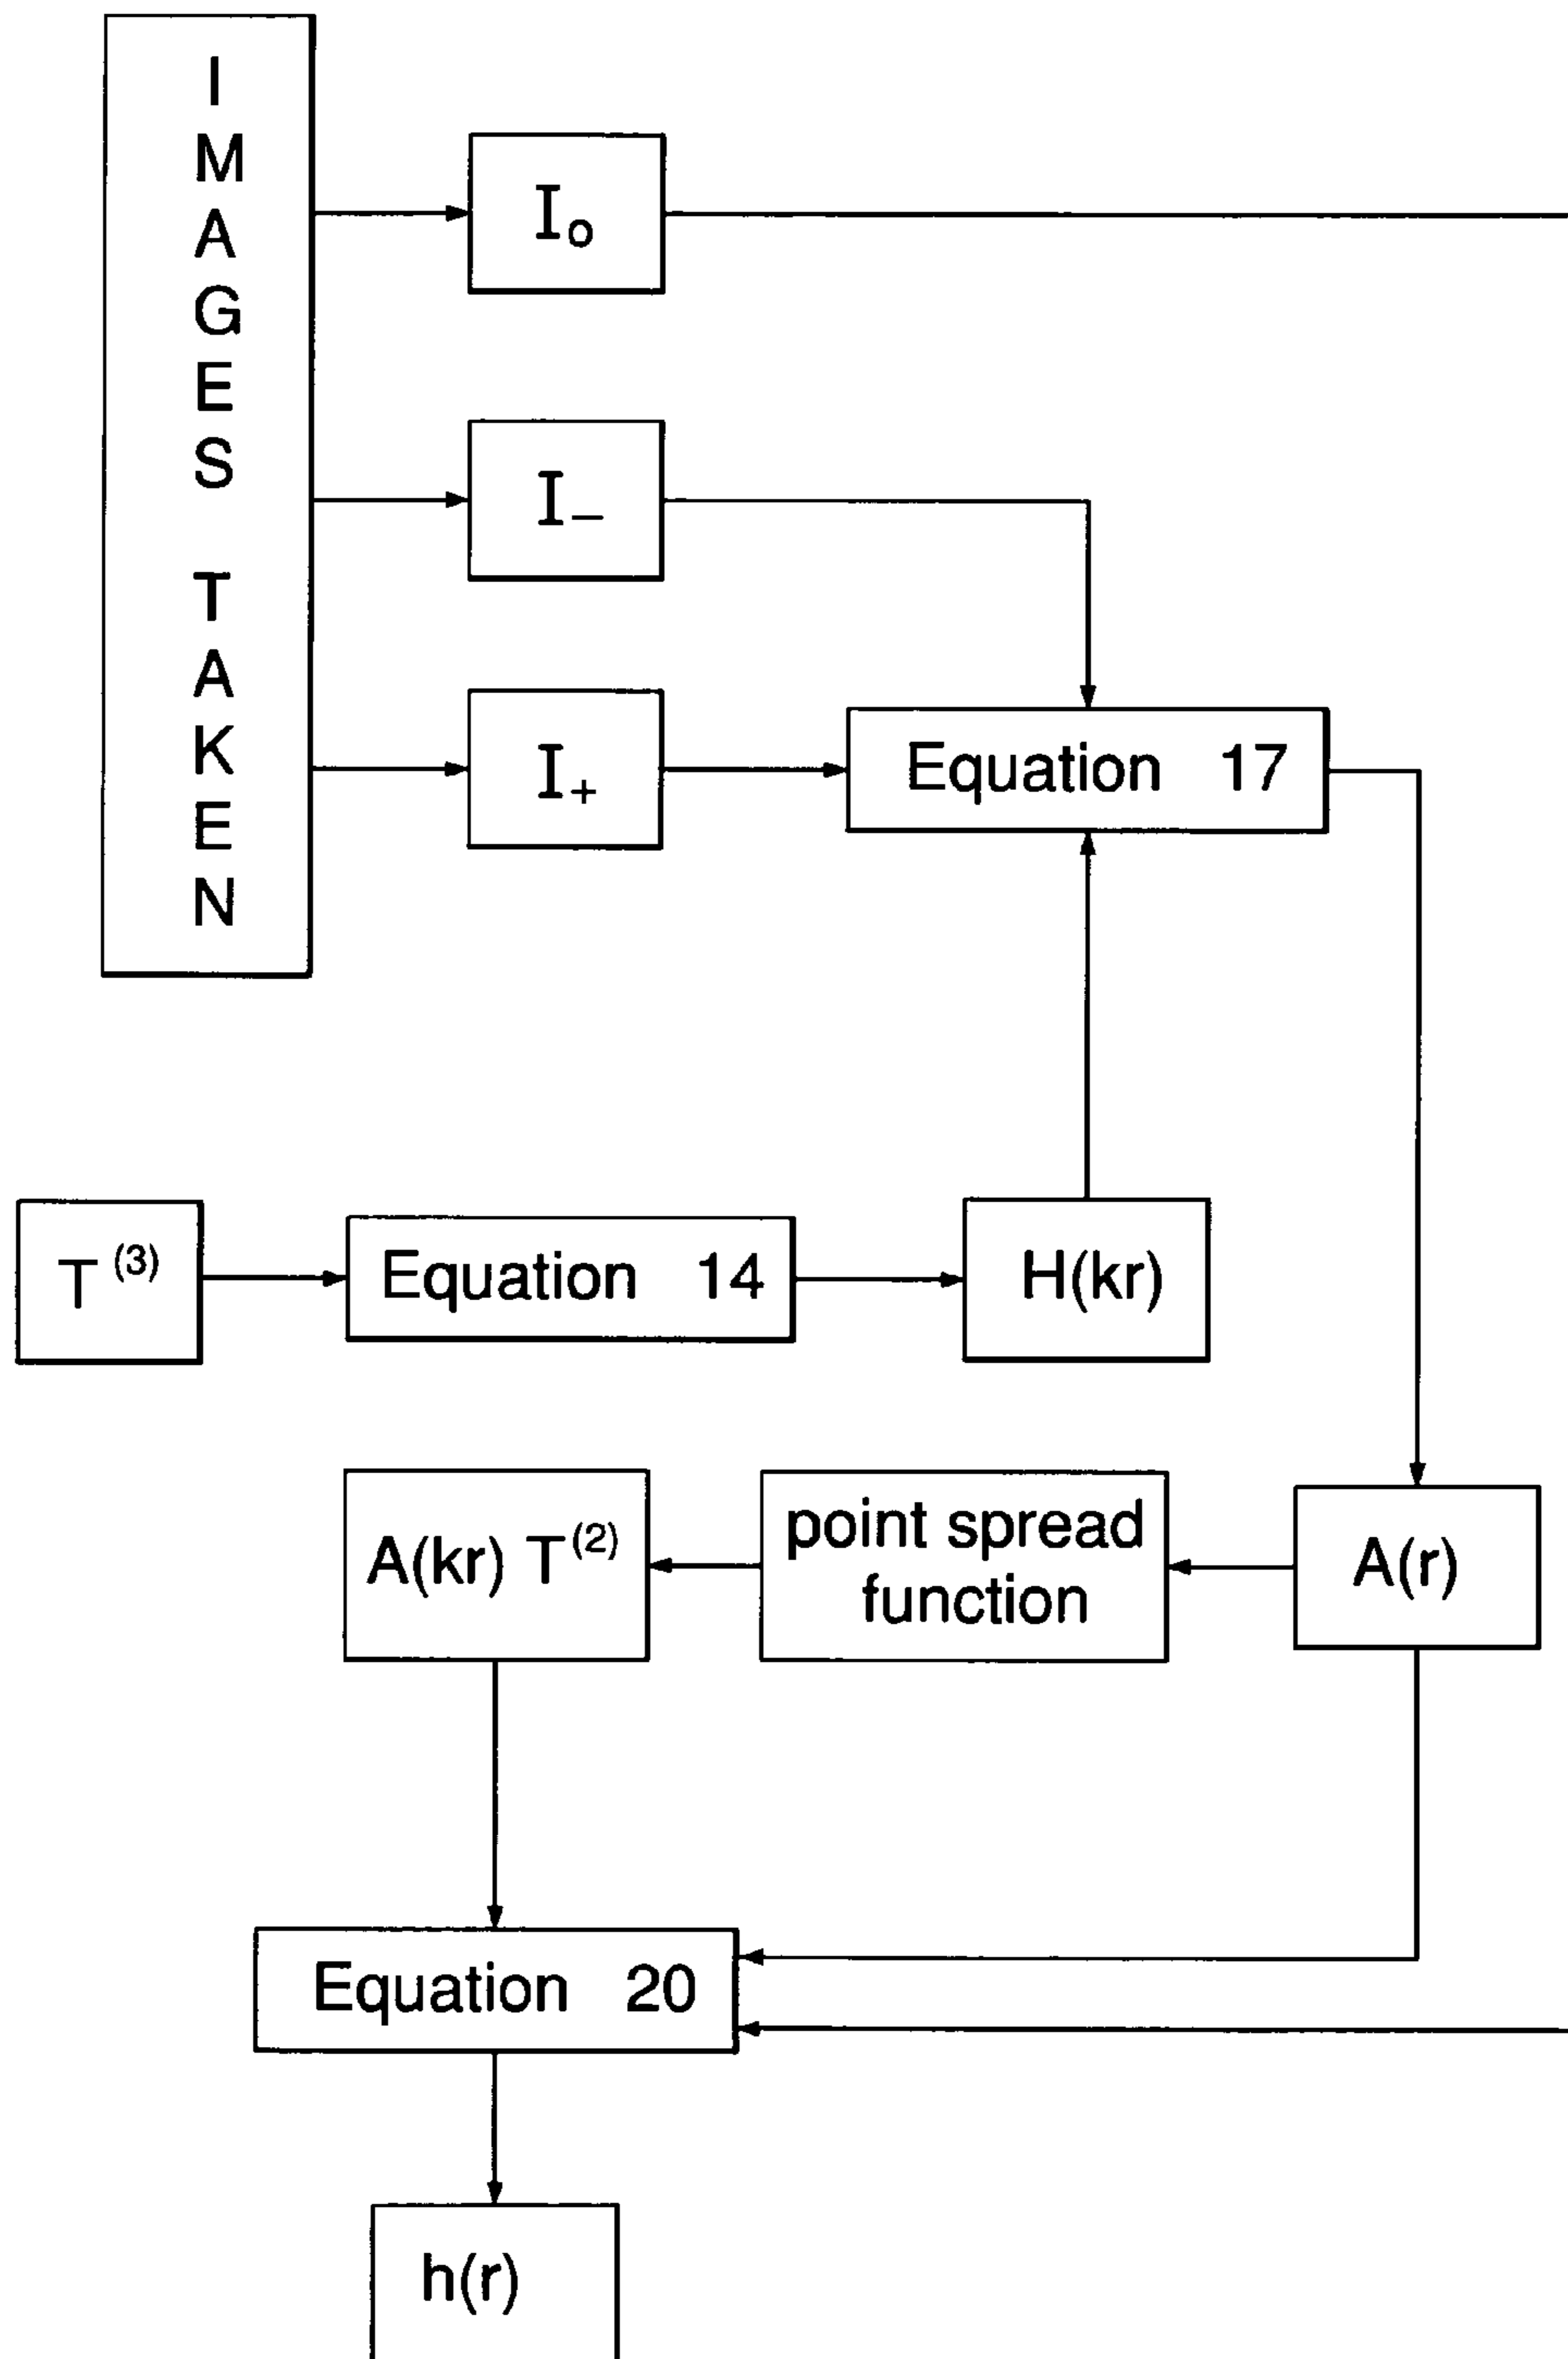 I
M
A
G
E
S
T
A
K
E
N
I₀
I₋
I₊
Equation 17
T⁽³⁾
Equation 14
H(kr)
A(kr) T⁽²⁾
point spread
function
A(r)
Equation 20
h(r)